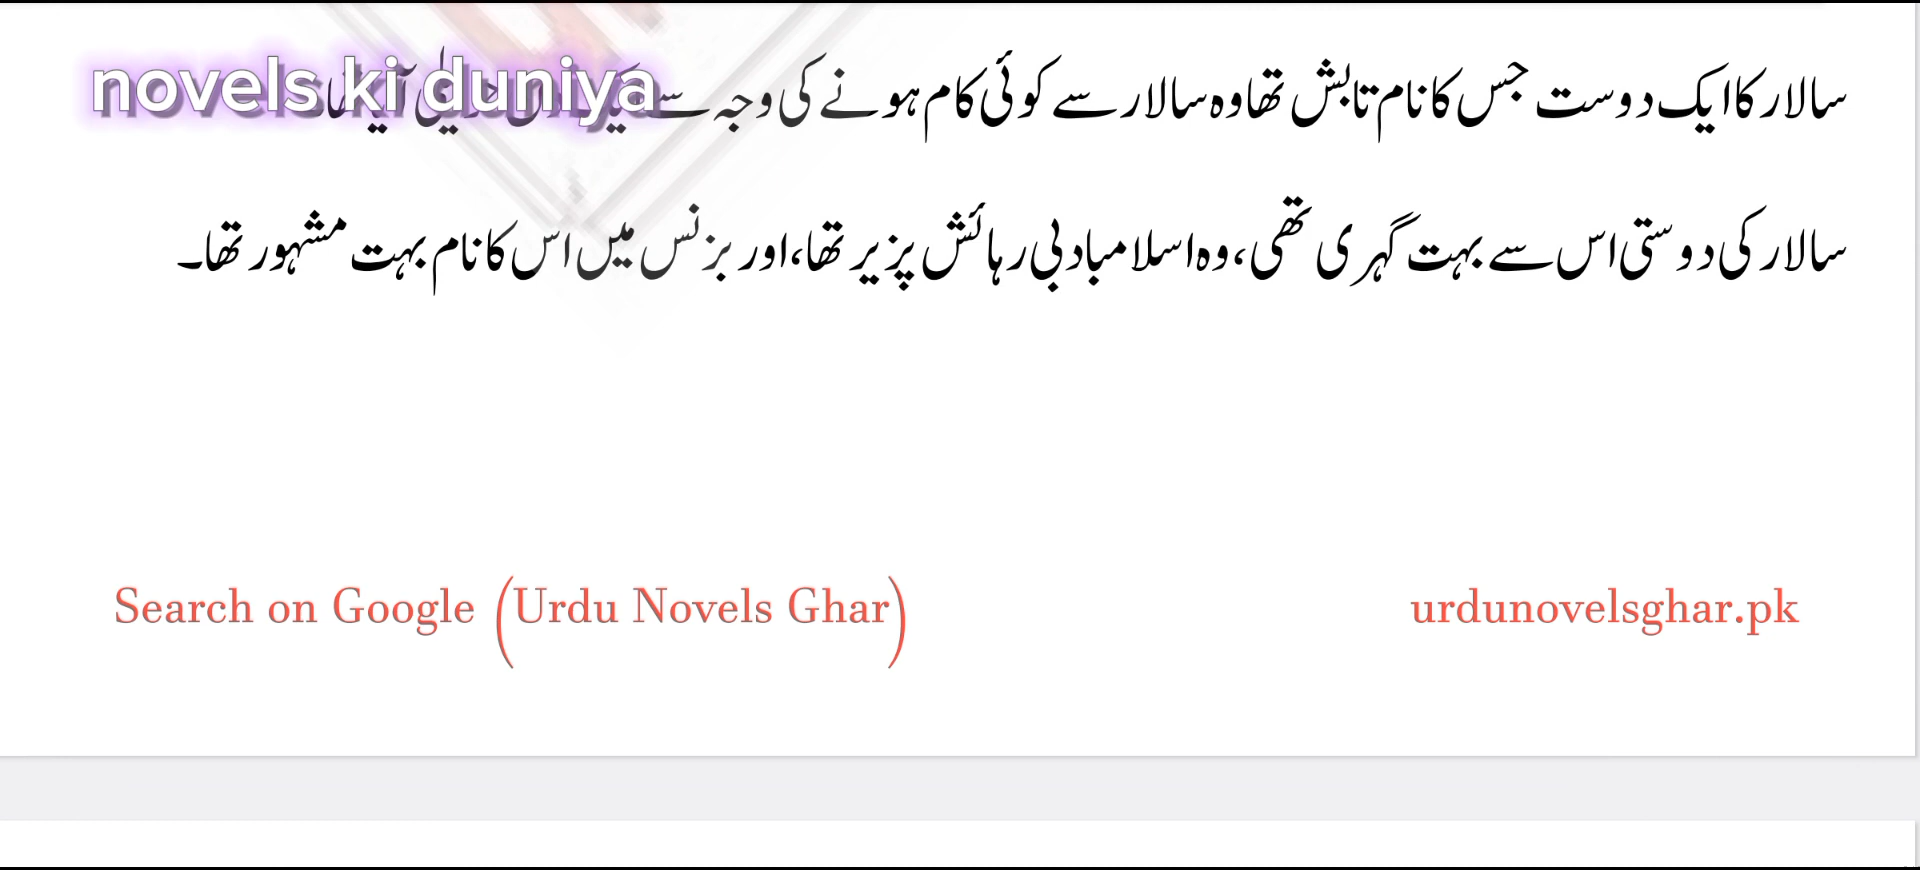 novels ki duniya
سالار کا ایک دوست جس کا نام تابش تھا وہ سالار سے کوئی کام ہونے کی وجہ سے
سالار کی دوستی اس سے بہت گہری تھی، وہ اسلامبادبی رہائش پزیر تھا، اور بزنس میں اُس کا نام بہت مشہور تھا۔
Search on Google (Urdu Novels Ghar)
urdunovelsghar.pk